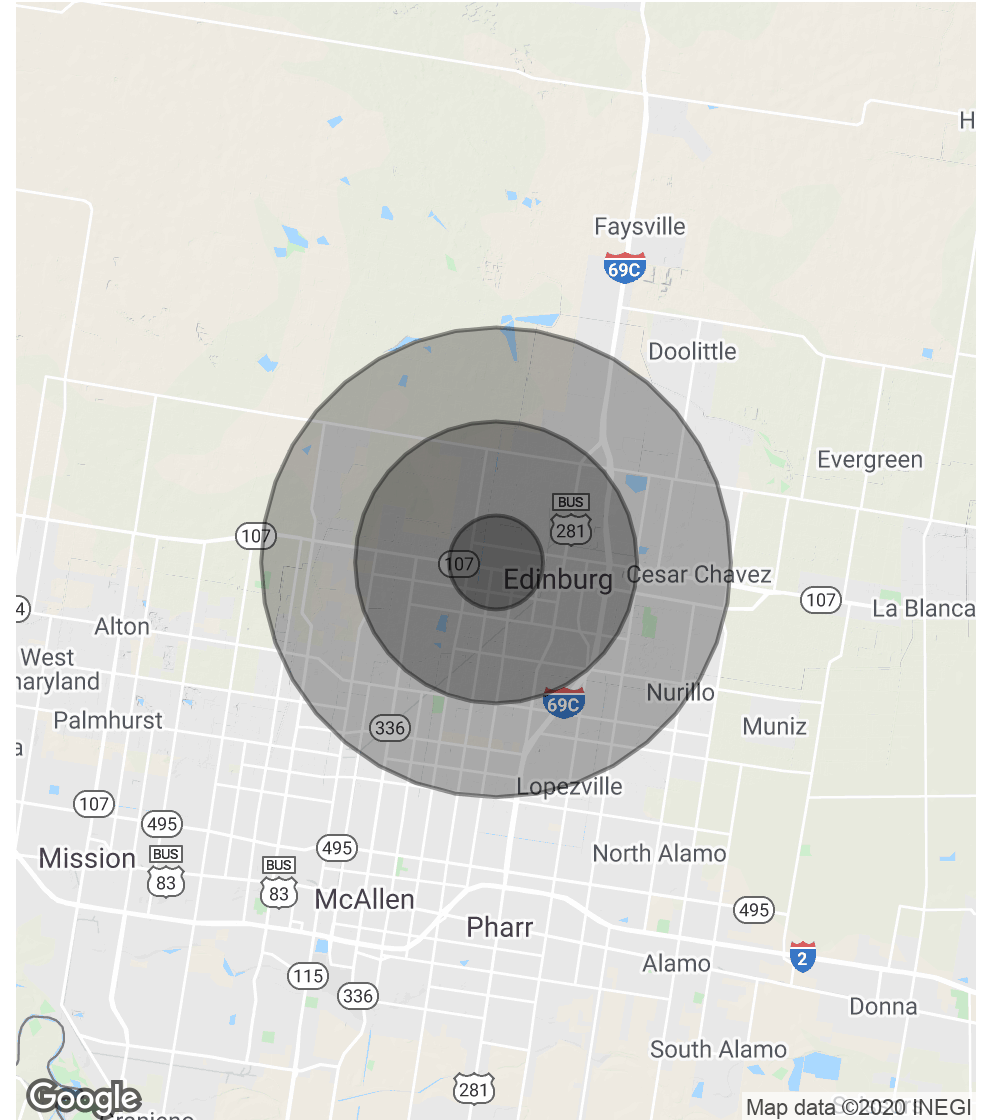 H
Faysville
69C
Doolittle
Evergreen
BUS
281
107
107
Edinburg
Cesar Chavez
107
La Blanca
4
Alton
West
haryland
Nurillo
69C
Palmhurst
Muniz
336
a
Lopezville
107
495
495
North Alamo
Mission
BUS
83
BUS
83
McAllen
495
Pharr
2
Alamo
115
336
Donna
South Alamo
281
Google
Map data ©2020 INEGI